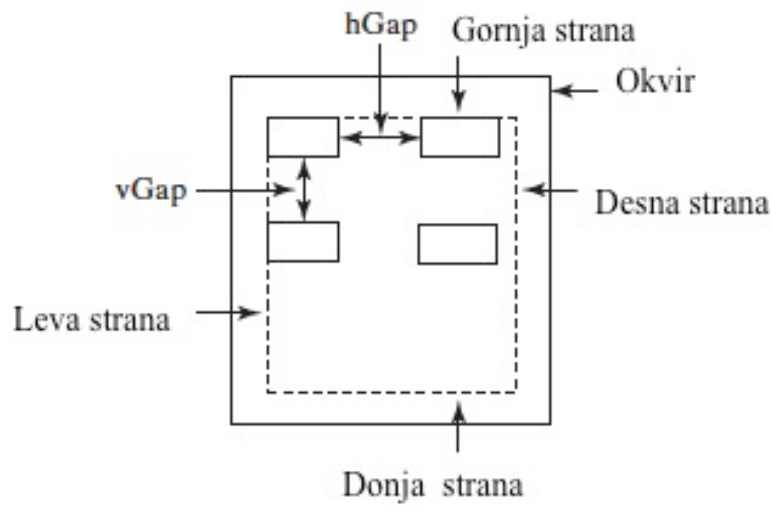 hGap
Gornja strana
Okvir
vGap
Desna strana
Leva strana
Donja strana